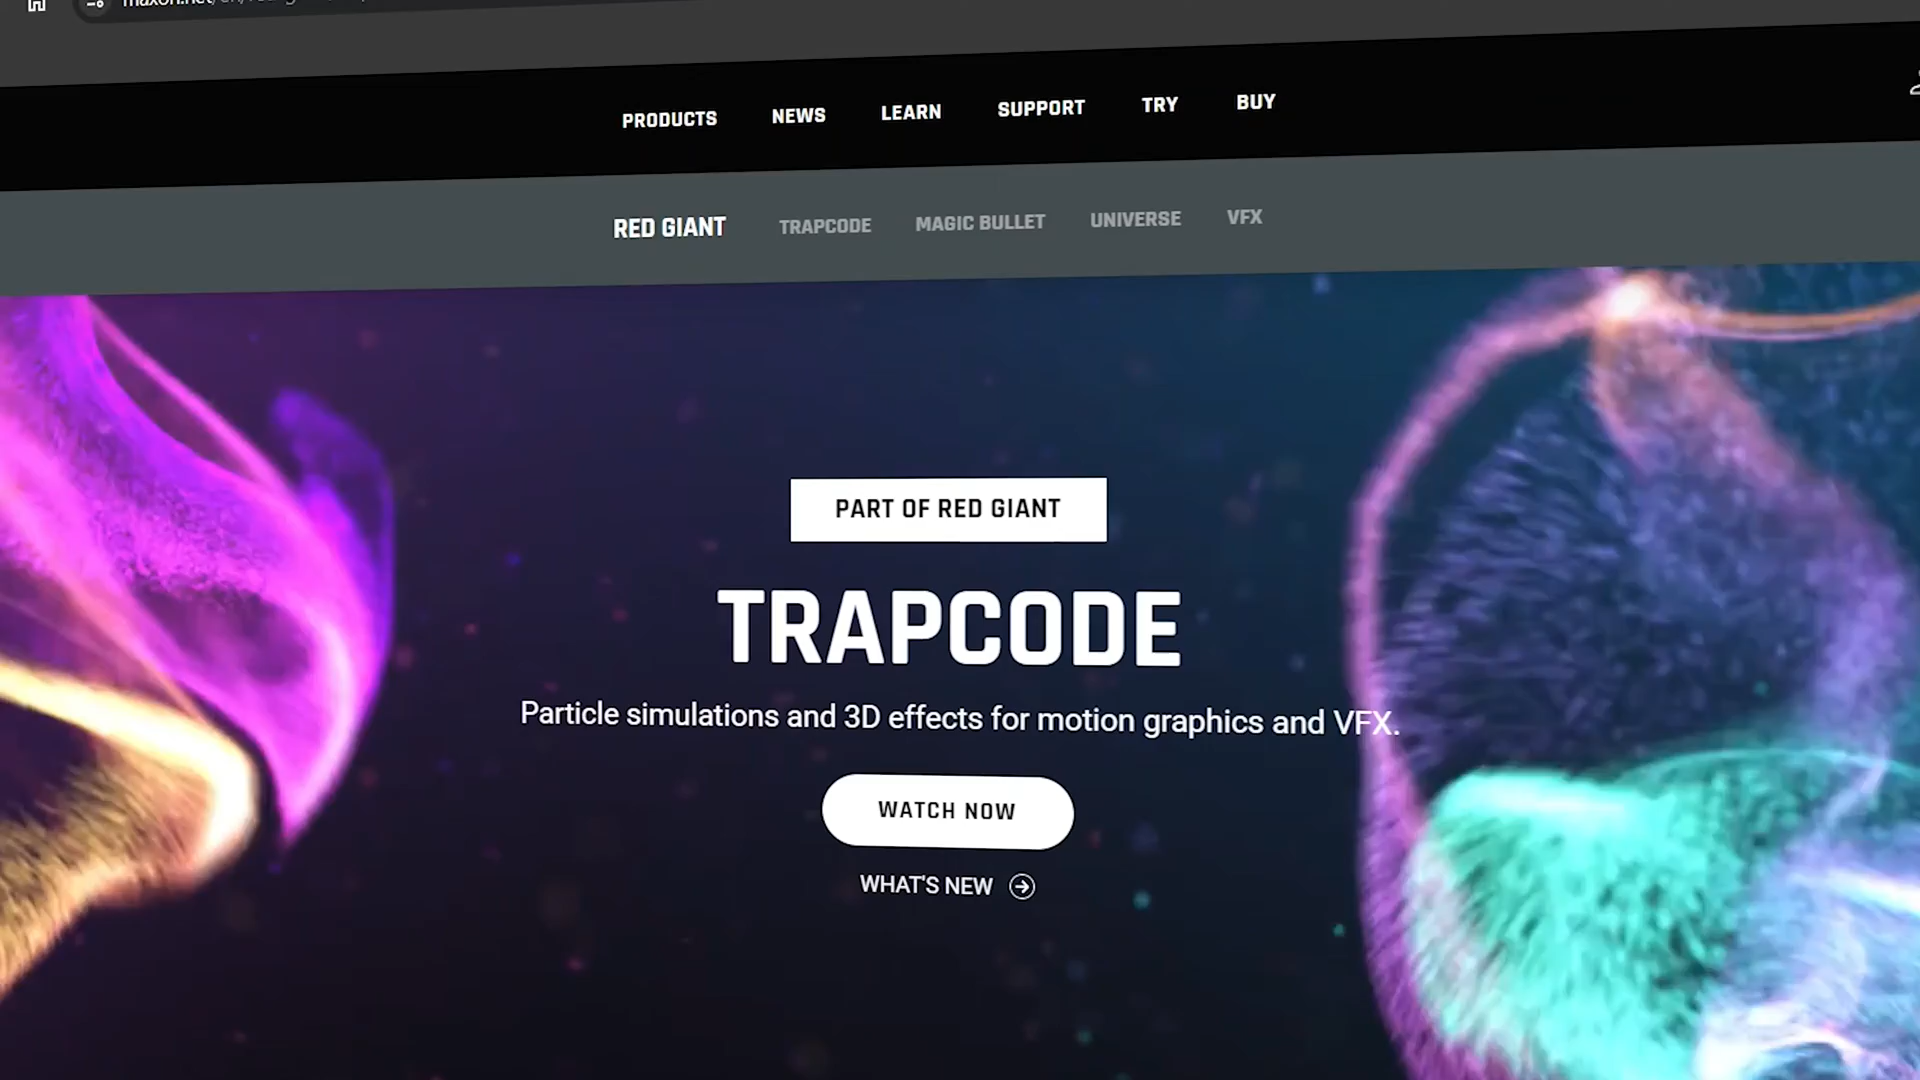 PRODUCTS NEWS LEARN SUPPORT TRY BUY
RED GIANT TRAPCODE MAGIC BULLET UNIVERSE VFX
PART OF RED GIANT
TRAPCODE
Particle simulations and 3D effects for motion graphics and VFX.
WATCH NOW
WHAT'S NEW